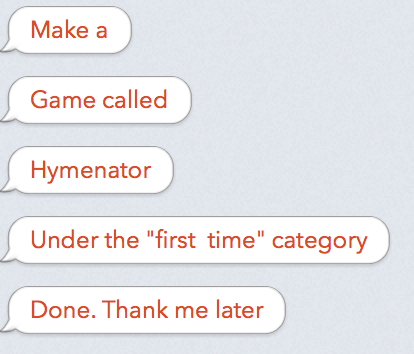 Make a
Game called
Hymenator
Under the "first  time" category
Done. Thank me later